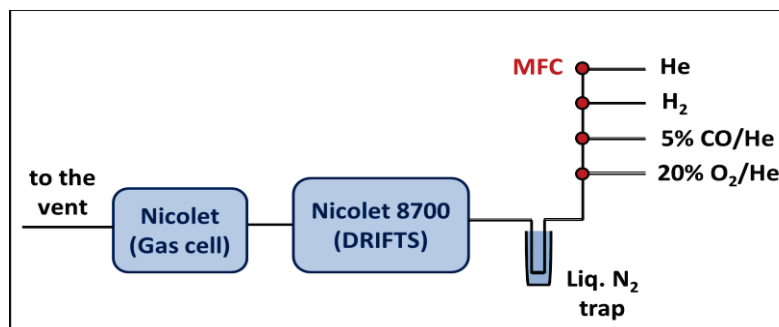 MFC
He
H₂
5% CO/He
20% O₂/He
to the
vent
Nicolet
(Gas cell)
Nicolet 8700
(DRIFTS)
Liq. N₂
trap